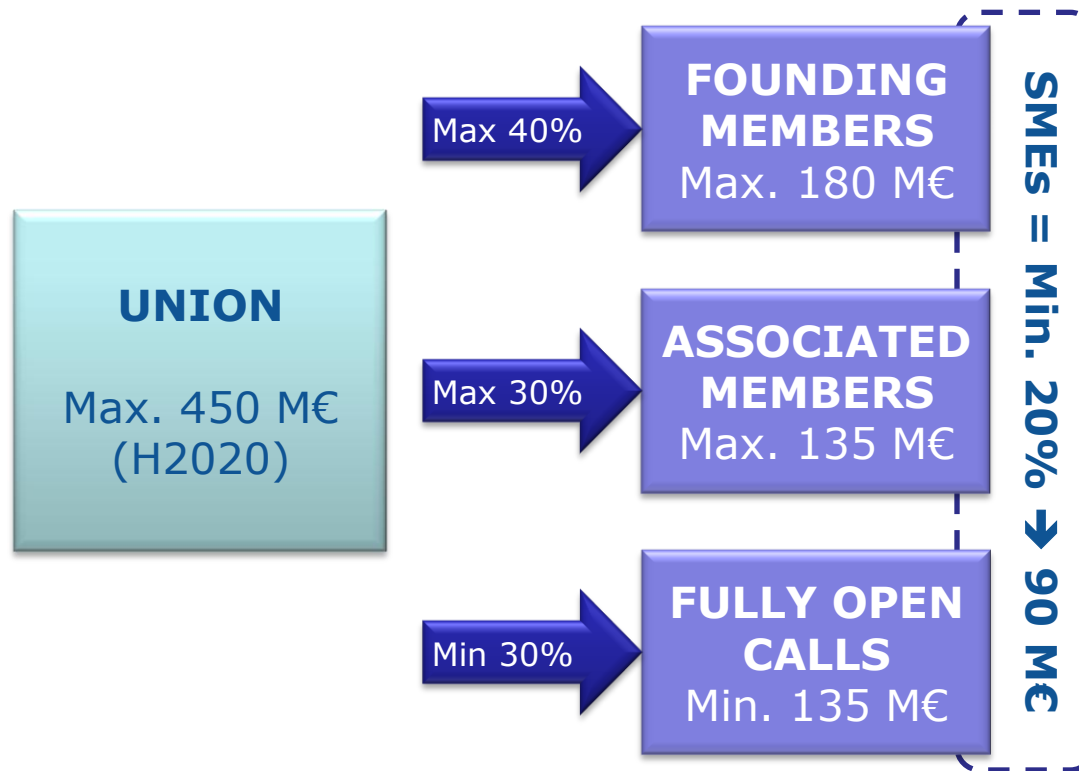 UNION
Max. 450 M€
(H2020)
Max 40%
FOUNDING
MEMBERS
Max. 180 M€
Max 30%
ASSOCIATED
MEMBERS
Max. 135 M€
Min 30%
FULLY OPEN
CALLS
Min. 135 M€
SMEs = Min. 20% ➔ 90 M€